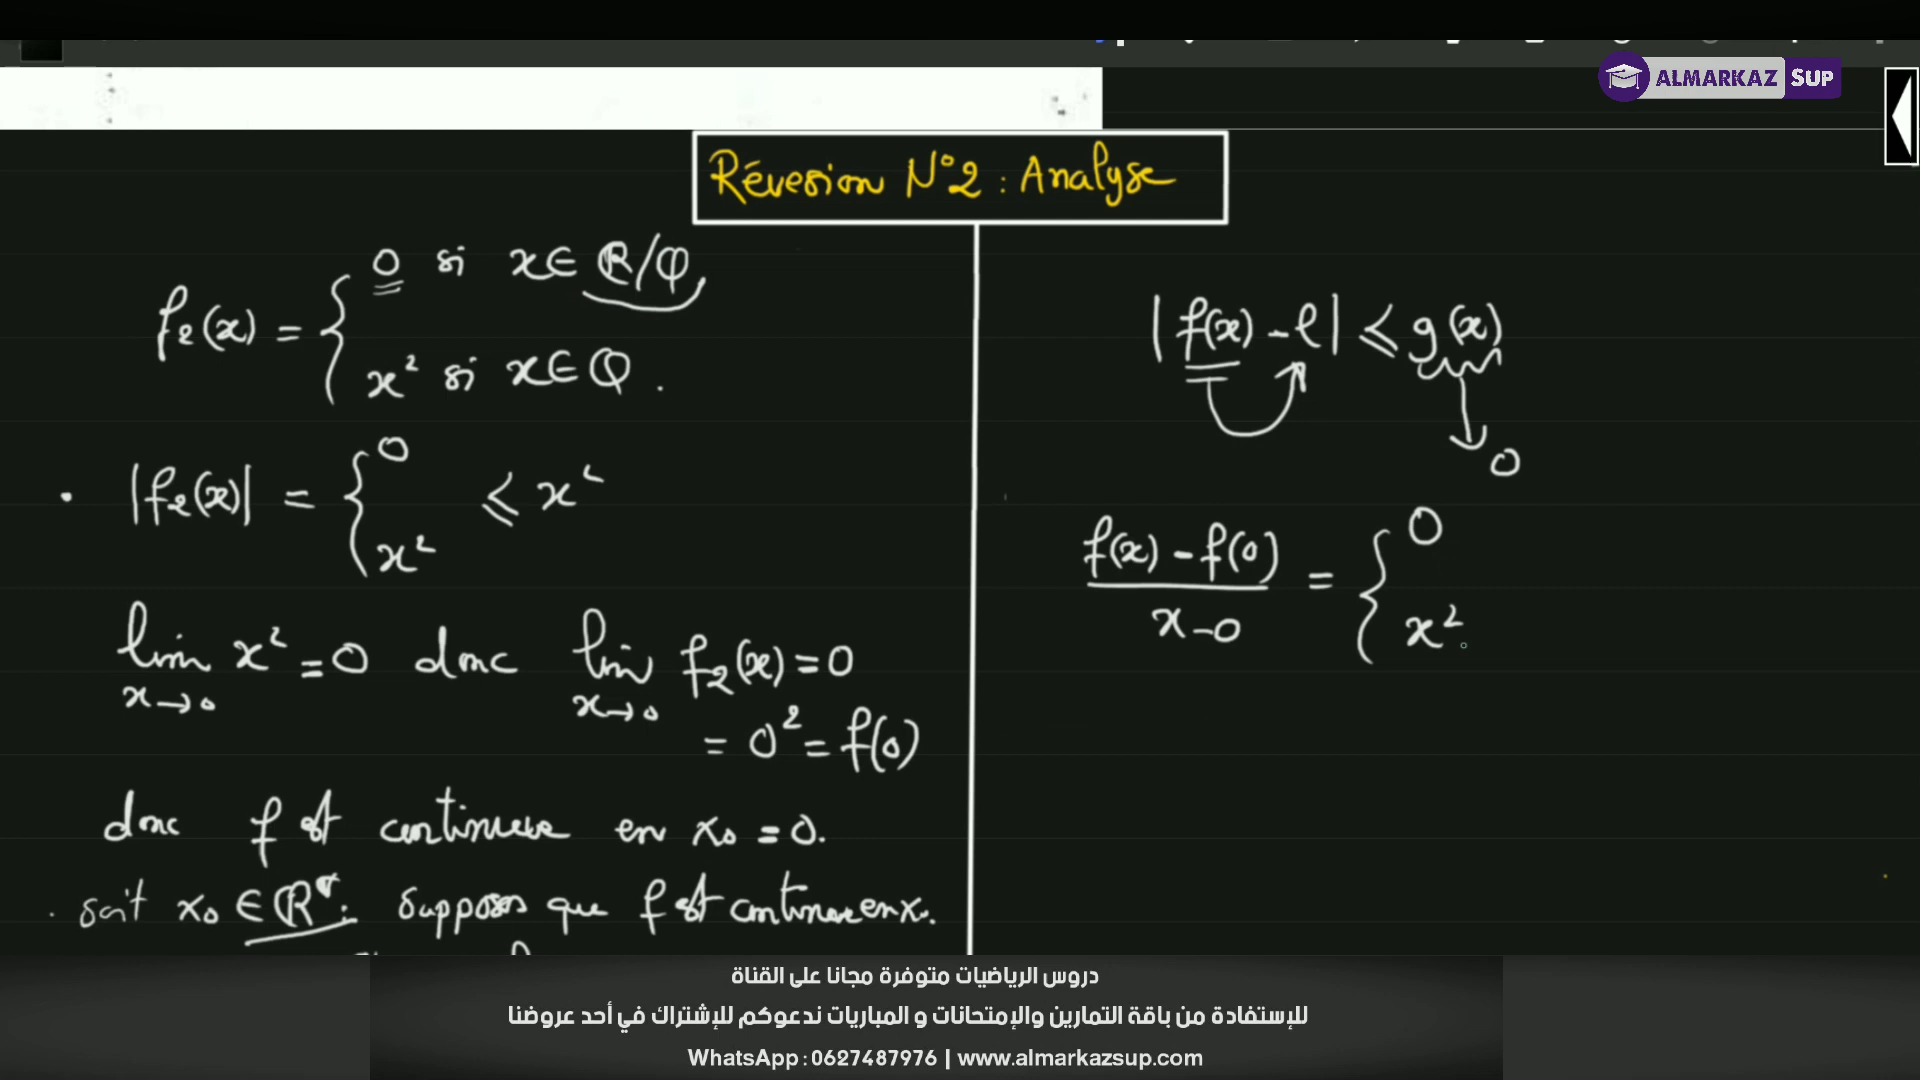 ALMARKAZ SUP
Révesion N°2 : Analyse
f₂(x) = { 0 si x ∈ ℝ/ℚ
x² si x ∈ ℚ .
• |f₂(x)| = { 0
x² ⩽ x²
lim x² = 0 donc lim f₂(x) = 0
x→0 x→0
= 0² = f(0)
donc f est continue en x₀ = 0.
. soit x₀ ∈ ℝ* : Supposons que f est continue en x₀.
|f(x) - l| ⩽ g(x)
0
f(x) - f(0)
x - 0
= { 0
x²
دروس الرياضيات متوفرة مجانا على القناة
للإستفادة من باقة التمارين والإمتحانات و المباريات ندعوكم للإشتراك في أحد عروضنا
WhatsApp : 0627487976 | www.almarkazsup.com